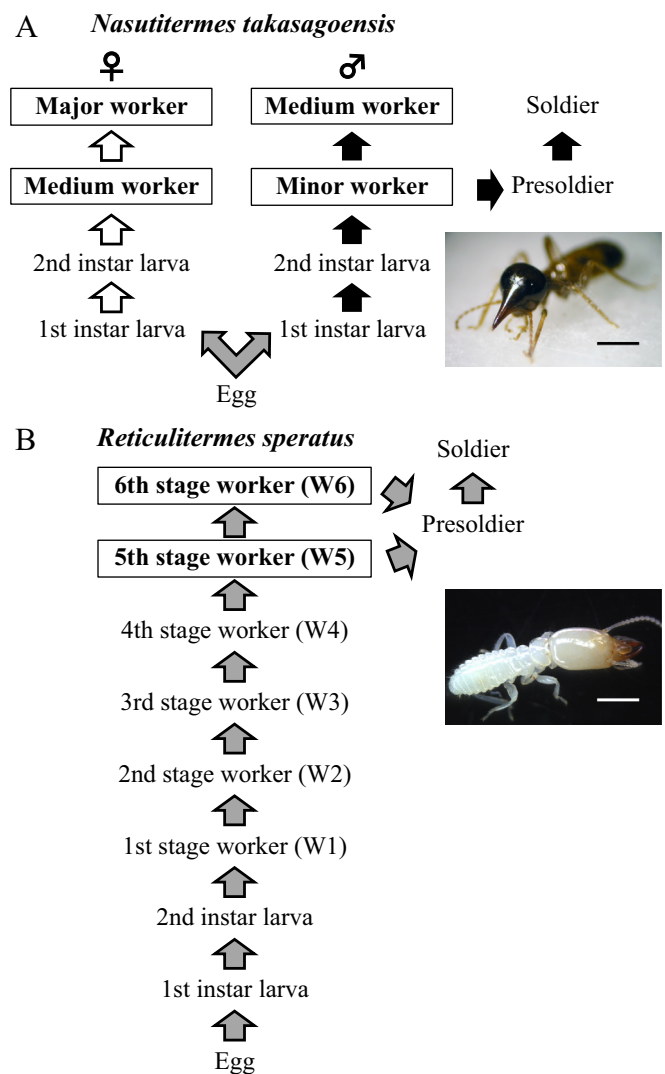 A
Nasutitermes takasagoensis
♀
♂
Major worker
Medium worker
Soldier
Medium worker
Minor worker
Presoldier
2nd instar larva
2nd instar larva
1st instar larva
1st instar larva
Egg
B
Reticulitermes speratus
Soldier
6th stage worker (W6)
Presoldier
5th stage worker (W5)
4th stage worker (W4)
3rd stage worker (W3)
2nd stage worker (W2)
1st stage worker (W1)
2nd instar larva
1st instar larva
Egg